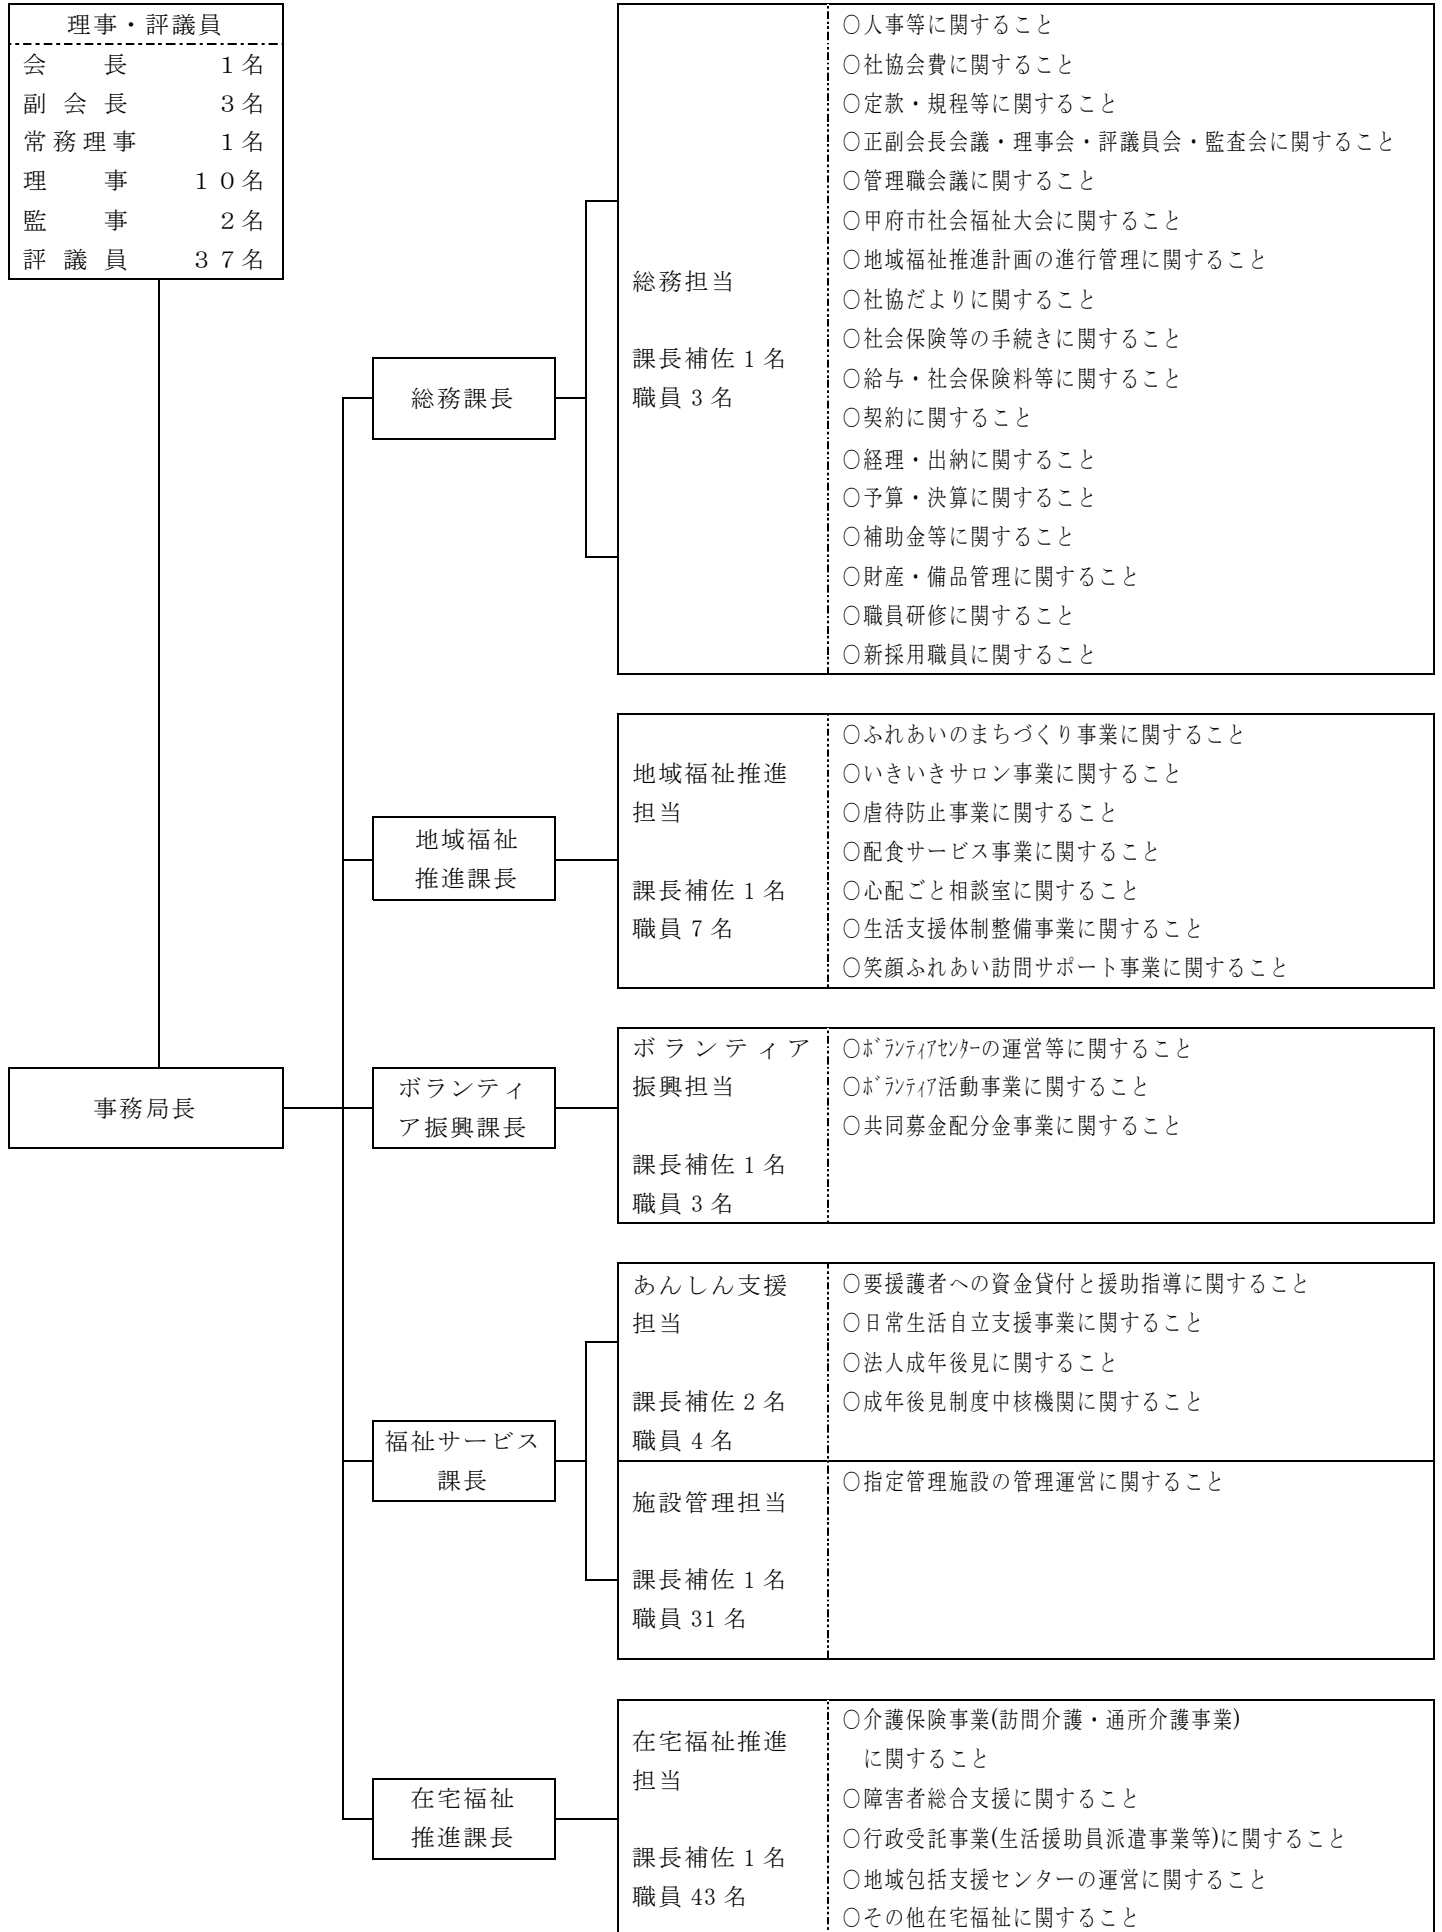 理事・評議員
会　　長　　　１名
副 会 長　　　３名
常務理事　　　１名
理　　事　　１０名
監　　事　　　２名
評 議 員　　３７名
事務局長
総務課長
総務担当
課長補佐 1 名
職員 3 名
○人事等に関すること
○社協会費に関すること
○定款・規程等に関すること
○正副会長会議・理事会・評議員会・監査会に関すること
○管理職会議に関すること
○甲府市社会福祉大会に関すること
○地域福祉推進計画の進行管理に関すること
○社協だよりに関すること
○社会保険等の手続きに関すること
○給与・社会保険料等に関すること
○契約に関すること
○経理・出納に関すること
○予算・決算に関すること
○補助金等に関すること
○財産・備品管理に関すること
○職員研修に関すること
○新採用職員に関すること
地域福祉
推進課長
地域福祉推進
担当
課長補佐 1 名
職員 7 名
○ふれあいのまちづくり事業に関すること
○いきいきサロン事業に関すること
○虐待防止事業に関すること
○配食サービス事業に関すること
○心配ごと相談室に関すること
○生活支援体制整備事業に関すること
○笑顔ふれあい訪問サポート事業に関すること
ボランティ
ア振興課長
ボランティア
振興担当
課長補佐 1 名
職員 3 名
○ﾎﾞﾗﾝﾃｨｱｾﾝﾀｰの運営等に関すること
○ﾎﾞﾗﾝﾃｨｱ活動事業に関すること
○共同募金配分金事業に関すること
福祉サービス
課長
あんしん支援
担当
課長補佐 2 名
職員 4 名
○要援護者への資金貸付と援助指導に関すること
○日常生活自立支援事業に関すること
○法人成年後見に関すること
○成年後見制度中核機関に関すること
施設管理担当
課長補佐 1 名
職員 31 名
○指定管理施設の管理運営に関すること
在宅福祉
推進課長
在宅福祉推進
担当
課長補佐 1 名
職員 43 名
○介護保険事業(訪問介護・通所介護事業)
に関すること
○障害者総合支援に関すること
○行政受託事業(生活援助員派遣事業等)に関すること
○地域包括支援センターの運営に関すること
○その他在宅福祉に関すること